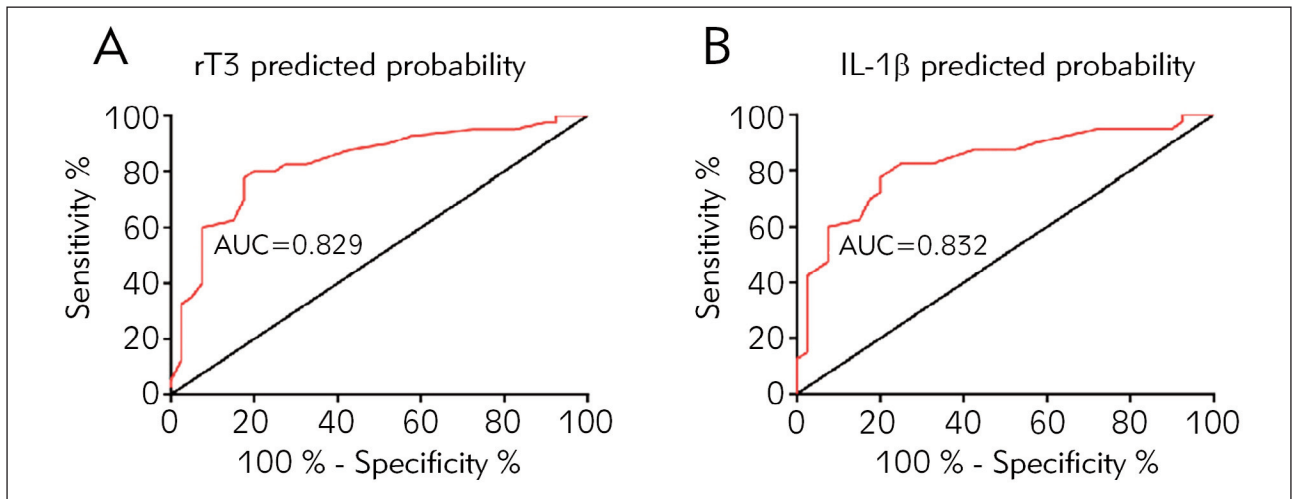 A
rT3 predicted probability
Sensitivity %
100
80
60
40
20
0
AUC=0.829
0 20 40 60 80 100
100 % - Specificity %
B
IL-1β predicted probability
Sensitivity %
100
80
60
40
20
0
AUC=0.832
0 20 40 60 80 100
100 % - Specificity %